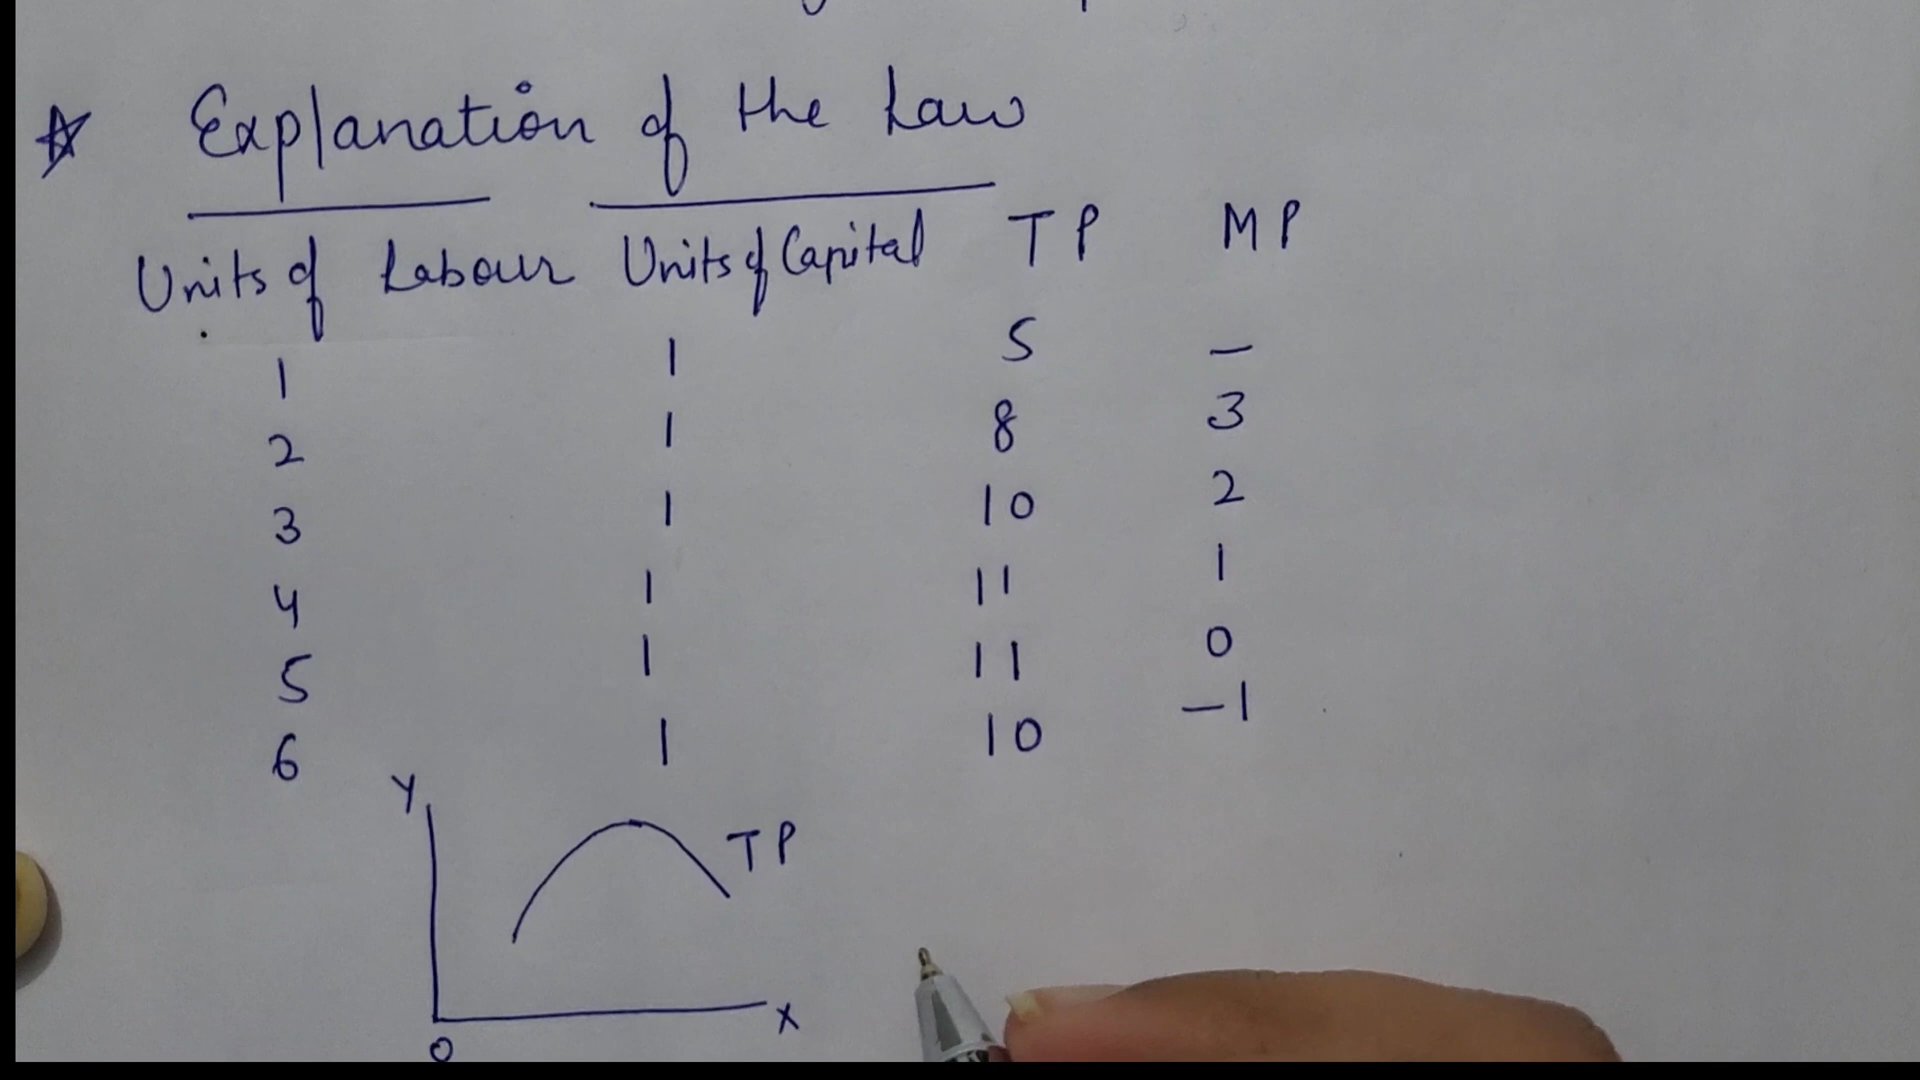 Explanation of the Law
Units of Labour Units of Capital TP MP
1 1 5 –
2 1 8 3
3 1 10 2
4 1 11 1
5 1 11 0
6 1 10 –1
Y
TP
X
0